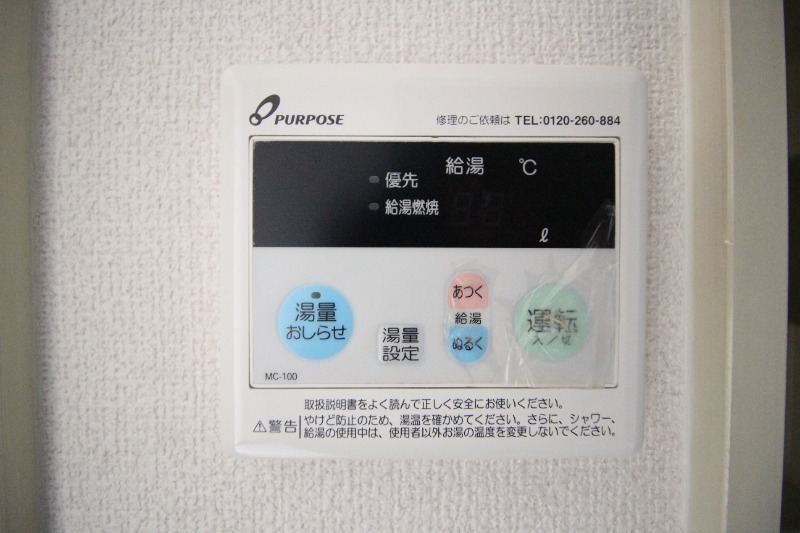 PURPOSE
修理のご依頼は TEL:0120-260-884
給湯 ℃
優先
給湯燃焼
ℓ
湯量
おしらせ
湯量
設定
あつく
給湯
ぬるく
運転
入/切
MC-100
取扱説明書をよく読んで正しく安全にお使いください。
⚠警告
やけど防止のため、湯温を確かめてください。さらに、シャワー、
給湯の使用中は、使用者以外お湯の温度を変更しないでください。